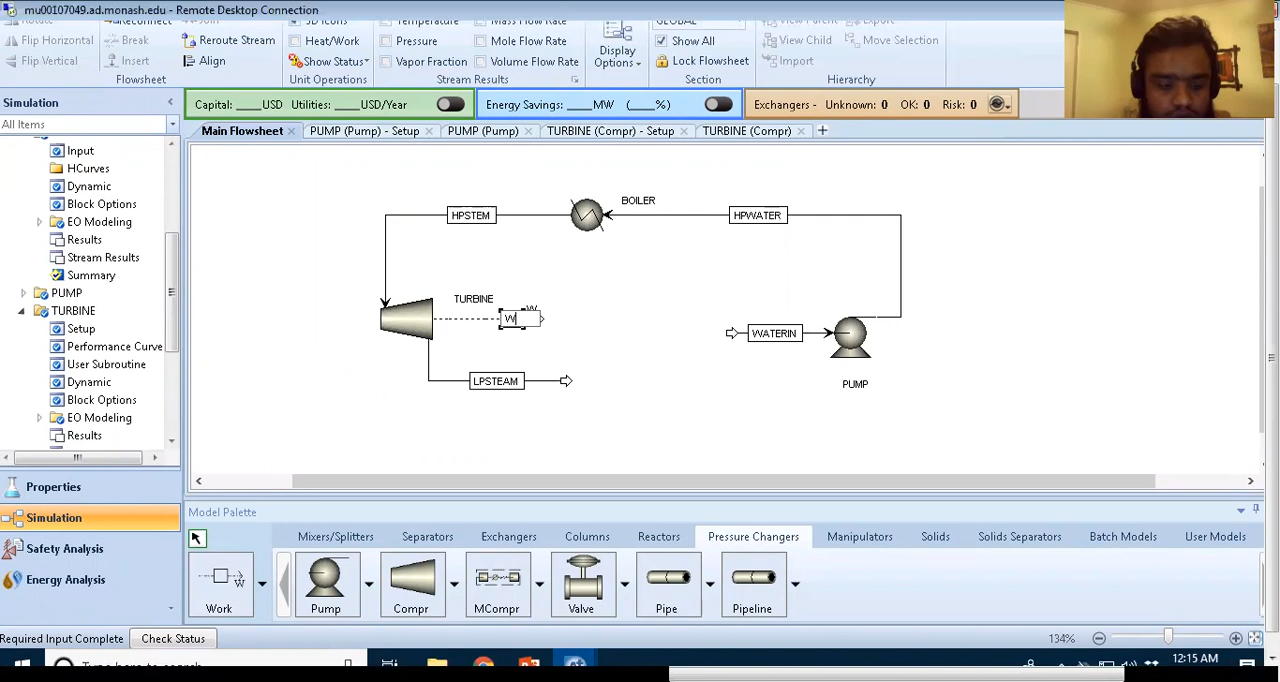 mu00107049.ad.monash.edu - Remote Desktop Connection
Flip Horizontal
Break
Reroute Stream
Heat/Work
Pressure
Mole Flow Rate
Display
Show All
View Child
Move Selection
Flip Vertical
Insert
Align
Show Status
Vapor Fraction
Volume Flow Rate
Options
Lock Flowsheet
Import
Flowsheet
Unit Operations
Stream Results
Section
Hierarchy
Simulation
Capital: ____USD Utilities: ____USD/Year
Energy Savings: ____MW (____%)
Exchangers - Unknown: 0 OK: 0 Risk: 0
All Items
Main Flowsheet
PUMP (Pump) - Setup
PUMP (Pump)
TURBINE (Compr) - Setup
TURBINE (Compr)
Input
HCurves
Dynamic
Block Options
EO Modeling
Results
Stream Results
Summary
PUMP
TURBINE
Setup
Performance Curve
User Subroutine
Dynamic
Block Options
EO Modeling
Results
BOILER
HPSTEM
HPWATER
TURBINE
W
W
WATERIN
LPSTEAM
PUMP
Properties
Simulation
Safety Analysis
Energy Analysis
Model Palette
Mixers/Splitters
Separators
Exchangers
Columns
Reactors
Pressure Changers
Manipulators
Solids
Solids Separators
Batch Models
User Models
W
Work
Pump
Compr
MCompr
Valve
Pipe
Pipeline
Required Input Complete
Check Status
134%
12:15 AM